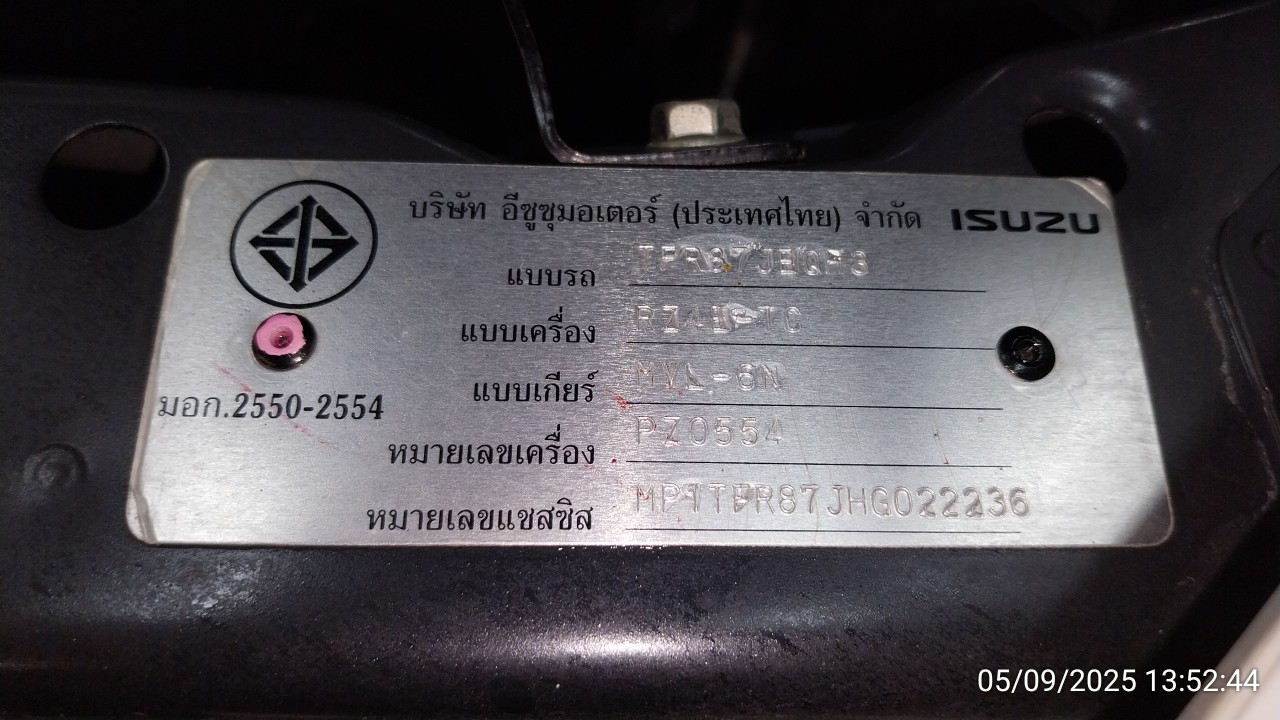 บริษัท อีซูซุมอเตอร์ (ประเทศไทย) จำกัด ISUZU
แบบรถ
แบบเครื่อง
แบบเกียร์ MVL-6N
มอก.2550-2554
หมายเลขเครื่อง PZ0554
หมายเลขแชสซิส MP1TFR87JHG022236
05/09/2025 13:52:44